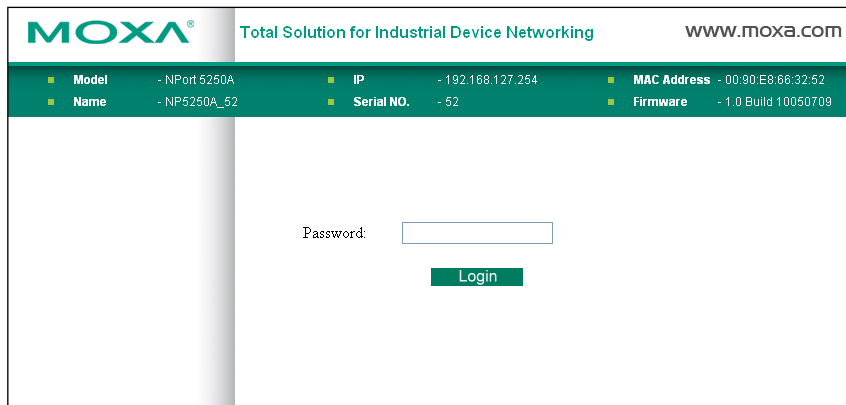 MOXA® Total Solution for Industrial Device Networking www.moxa.com
Model - NPort 5250A IP - 192.168.127.254 MAC Address - 00:90:E8:66:32:52
Name - NP5250A_52 Serial NO. - 52 Firmware - 1.0 Build 10050709
Password:
Login